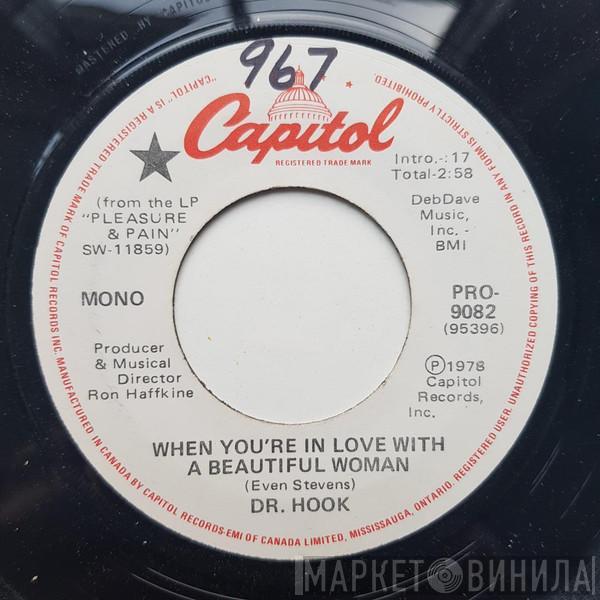 967
Capitol
REGISTERED TRADE MARK
Intro.-:17
Total-2:58
(from the LP
"PLEASURE
& PAIN"
SW-11859)
DebDave
Music,
Inc. -
BMI
MONO
PRO-
9082
(95396)
Producer
& Musical
Director
Ron Haffkine
Ⓟ1978
Capitol
Records,
Inc.
WHEN YOU'RE IN LOVE WITH
A BEAUTIFUL WOMAN
(Even Stevens)
DR. HOOK
MANUFACTURED IN CANADA BY CAPITOL RECORDS-EMI OF CANADA LIMITED, MISSISSAUGA, ONTARIO. REGISTERED USER. UNAUTHORIZED COPYING OF THIS RECORD IN ANY FORM IS STRICTLY PROHIBITED.
"CAPITOL" IS A REGISTERED TRADE MARK OF CAPITOL RECORDS INC.
MASTERED BY CAPITOL
МАРКЕТ ВИНИЛА